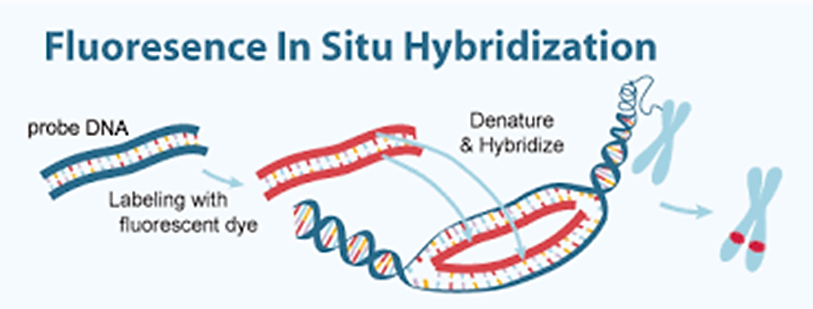 Fluoresence In Situ Hybridization
probe DNA
Labeling with
fluorescent dye
Denature
& Hybridize